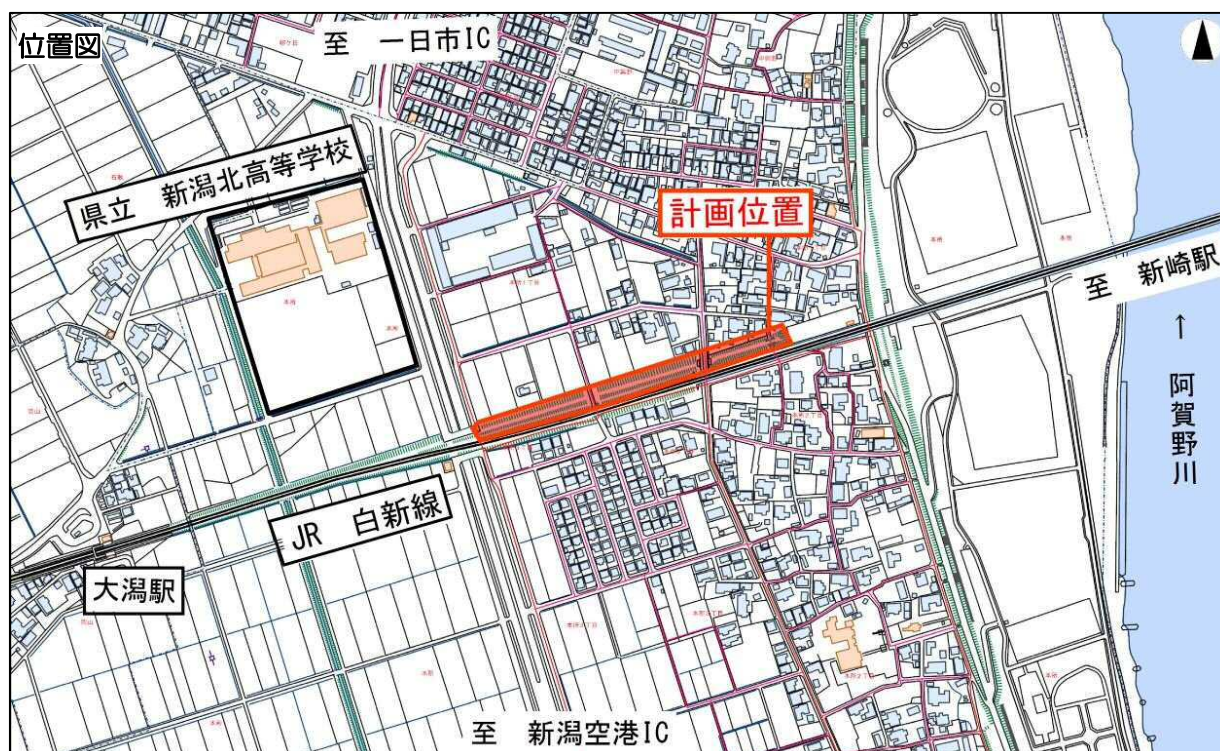 位置図
至 一日市IC
県立 新潟北高等学校
計画位置
至 新崎駅
↑
阿賀野川
JR 白新線
大潟駅
至 新潟空港IC